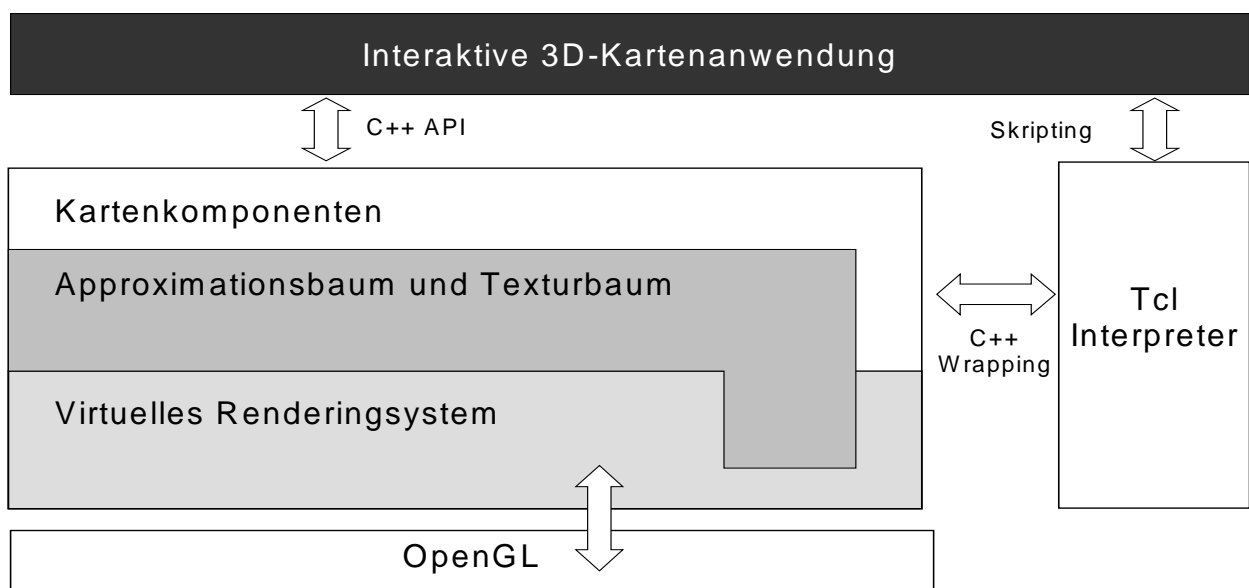 Interaktive 3D-Kartenanwendung
C++ API
Skripting
Kartenkomponenten
Approximationsbaum und Texturbaum
Tcl
Interpreter
C++
Wrapping
Virtuelles Renderingsystem
OpenGL